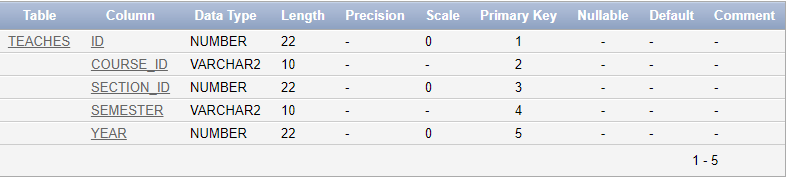 Table Column Data Type Length Precision Scale Primary Key Nullable Default Comment
TEACHES ID NUMBER 22 - 0 1 - - -
COURSE_ID VARCHAR2 10 - - 2 - - -
SECTION_ID NUMBER 22 - 0 3 - - -
SEMESTER VARCHAR2 10 - - 4 - - -
YEAR NUMBER 22 - 0 5 - - -
1 - 5